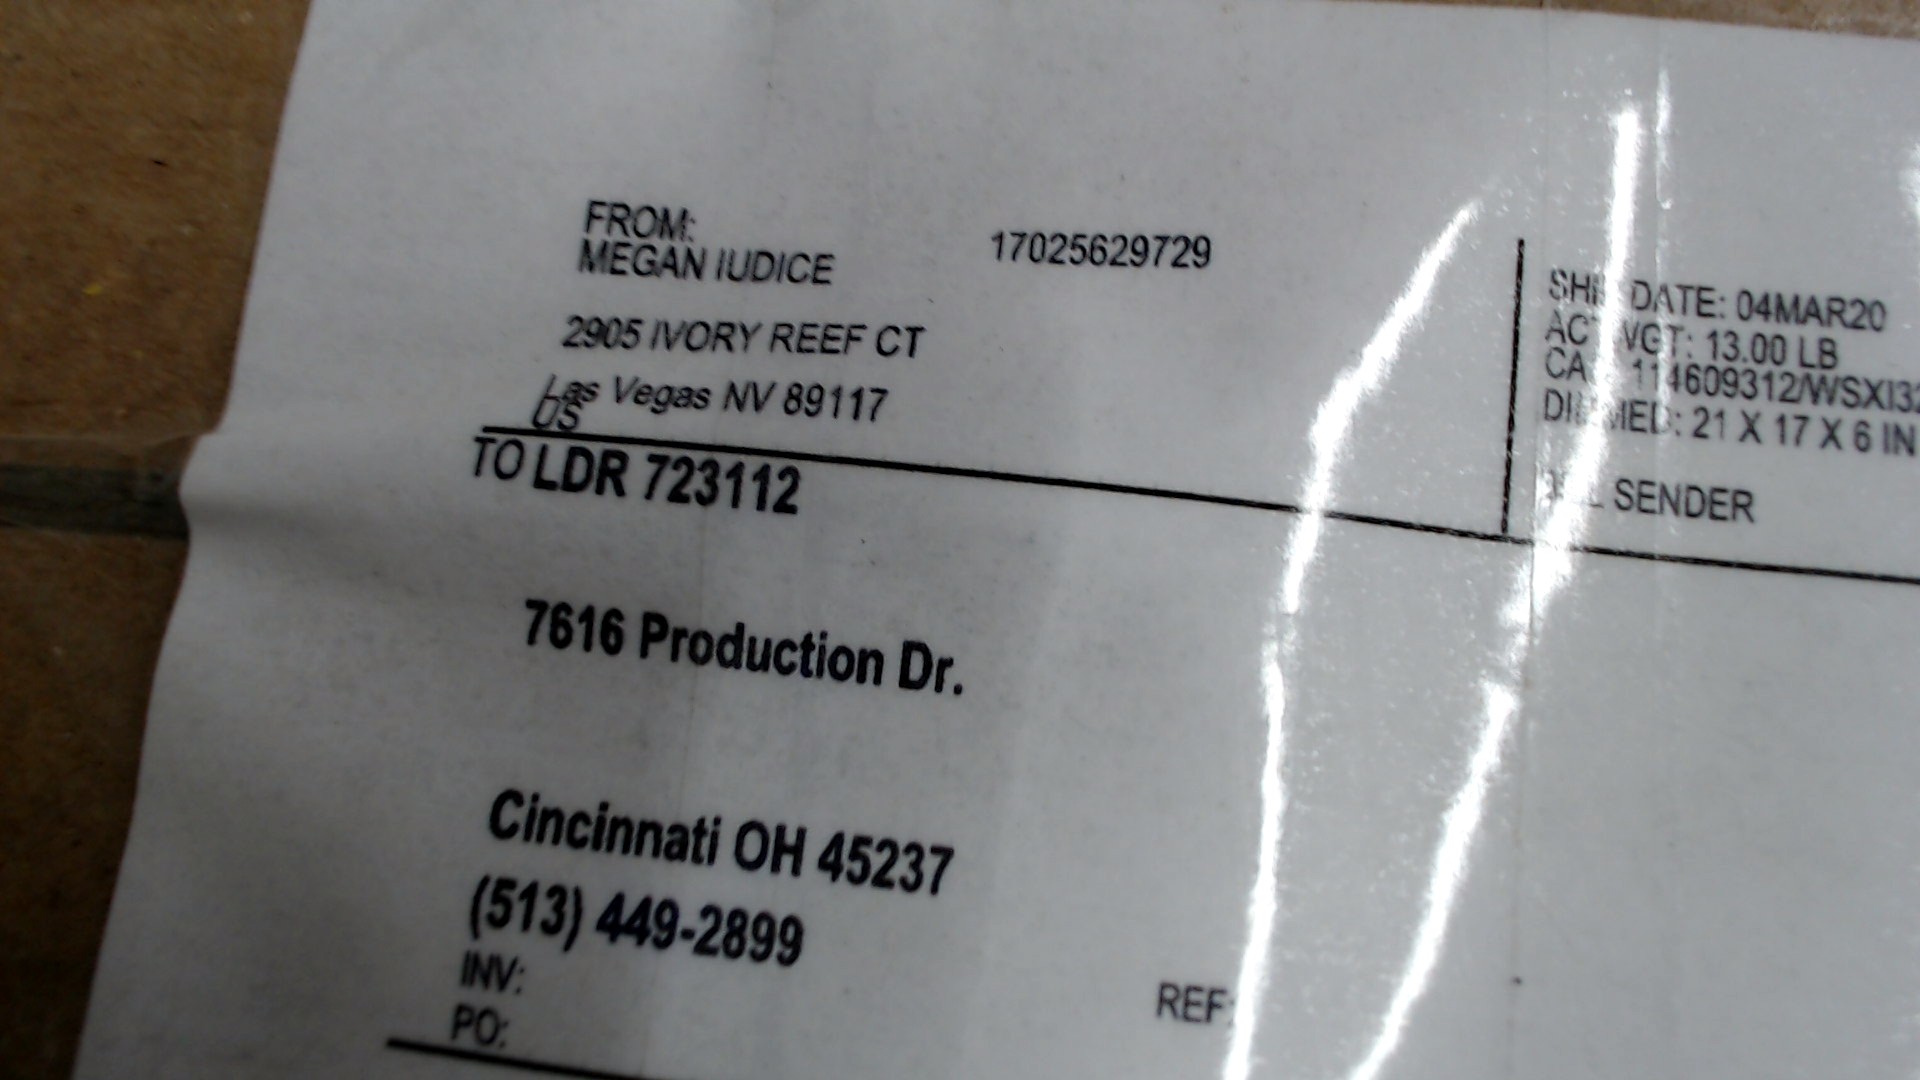 FROM:
MEGAN IUDICE 17025629729
2905 IVORY REEF CT
Las Vegas NV 89117
US
DATE: 04MAR20
WGT: 13.00 LB
114609312/WSXI32
21 X 17 X 6 IN
SENDER
TO LDR 723112
7616 Production Dr.
Cincinnati OH 45237
(513) 449-2899
INV:
REF:
PO: